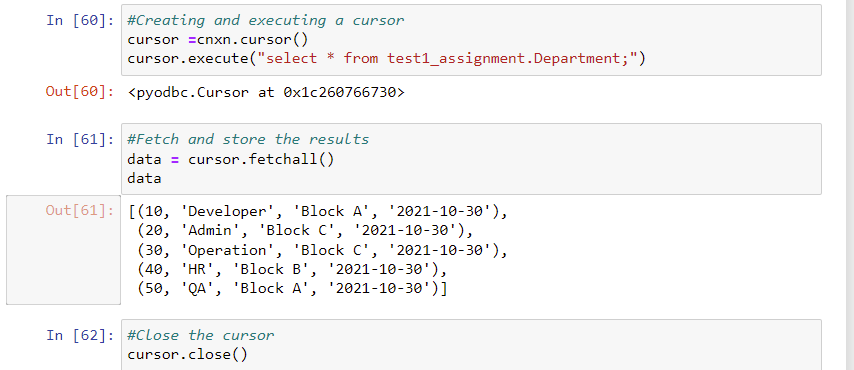 In [60]: #Creating and executing a cursor
cursor =cnxn.cursor()
cursor.execute("select * from test1_assignment.Department;")
Out[60]: <pyodbc.Cursor at 0x1c260766730>
In [61]: #Fetch and store the results
data = cursor.fetchall()
data
Out[61]: [(10, 'Developer', 'Block A', '2021-10-30'),
(20, 'Admin', 'Block C', '2021-10-30'),
(30, 'Operation', 'Block C', '2021-10-30'),
(40, 'HR', 'Block B', '2021-10-30'),
(50, 'QA', 'Block A', '2021-10-30')]
In [62]: #Close the cursor
cursor.close()